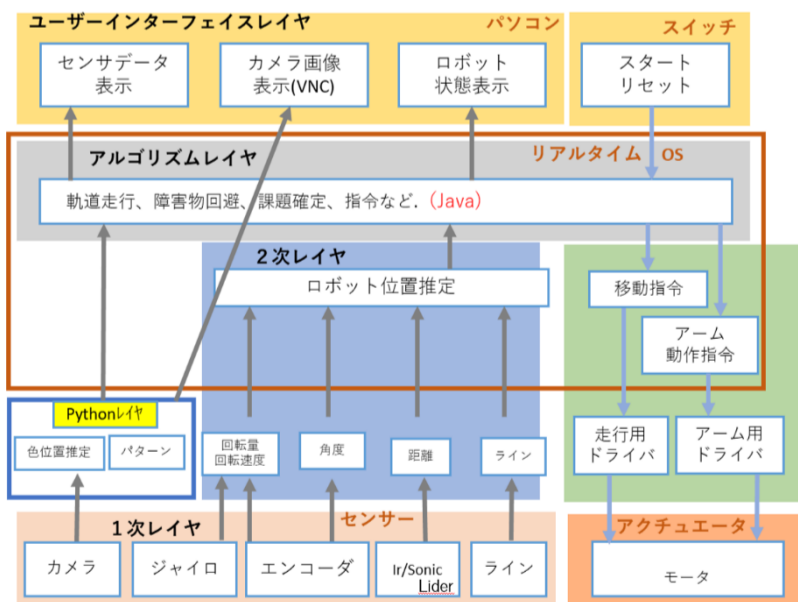 ユーザーインターフェイスレイヤ
パソコン
スイッチ
センサデータ
表示
カメラ画像
表示(VNC)
ロボット
状態表示
スタート
リセット
アルゴリズムレイヤ
リアルタイム OS
軌道走行、障害物回避、課題確定、指令など.（Java）
２次レイヤ
ロボット位置推定
移動指令
アーム
動作指令
Pythonレイヤ
色位置推定
パターン
回転量
回転速度
角度
距離
ライン
走行用
ドライバ
アーム用
ドライバ
１次レイヤ
センサー
アクチュエータ
カメラ
ジャイロ
エンコーダ
Ir/Sonic
Lider
ライン
モータ